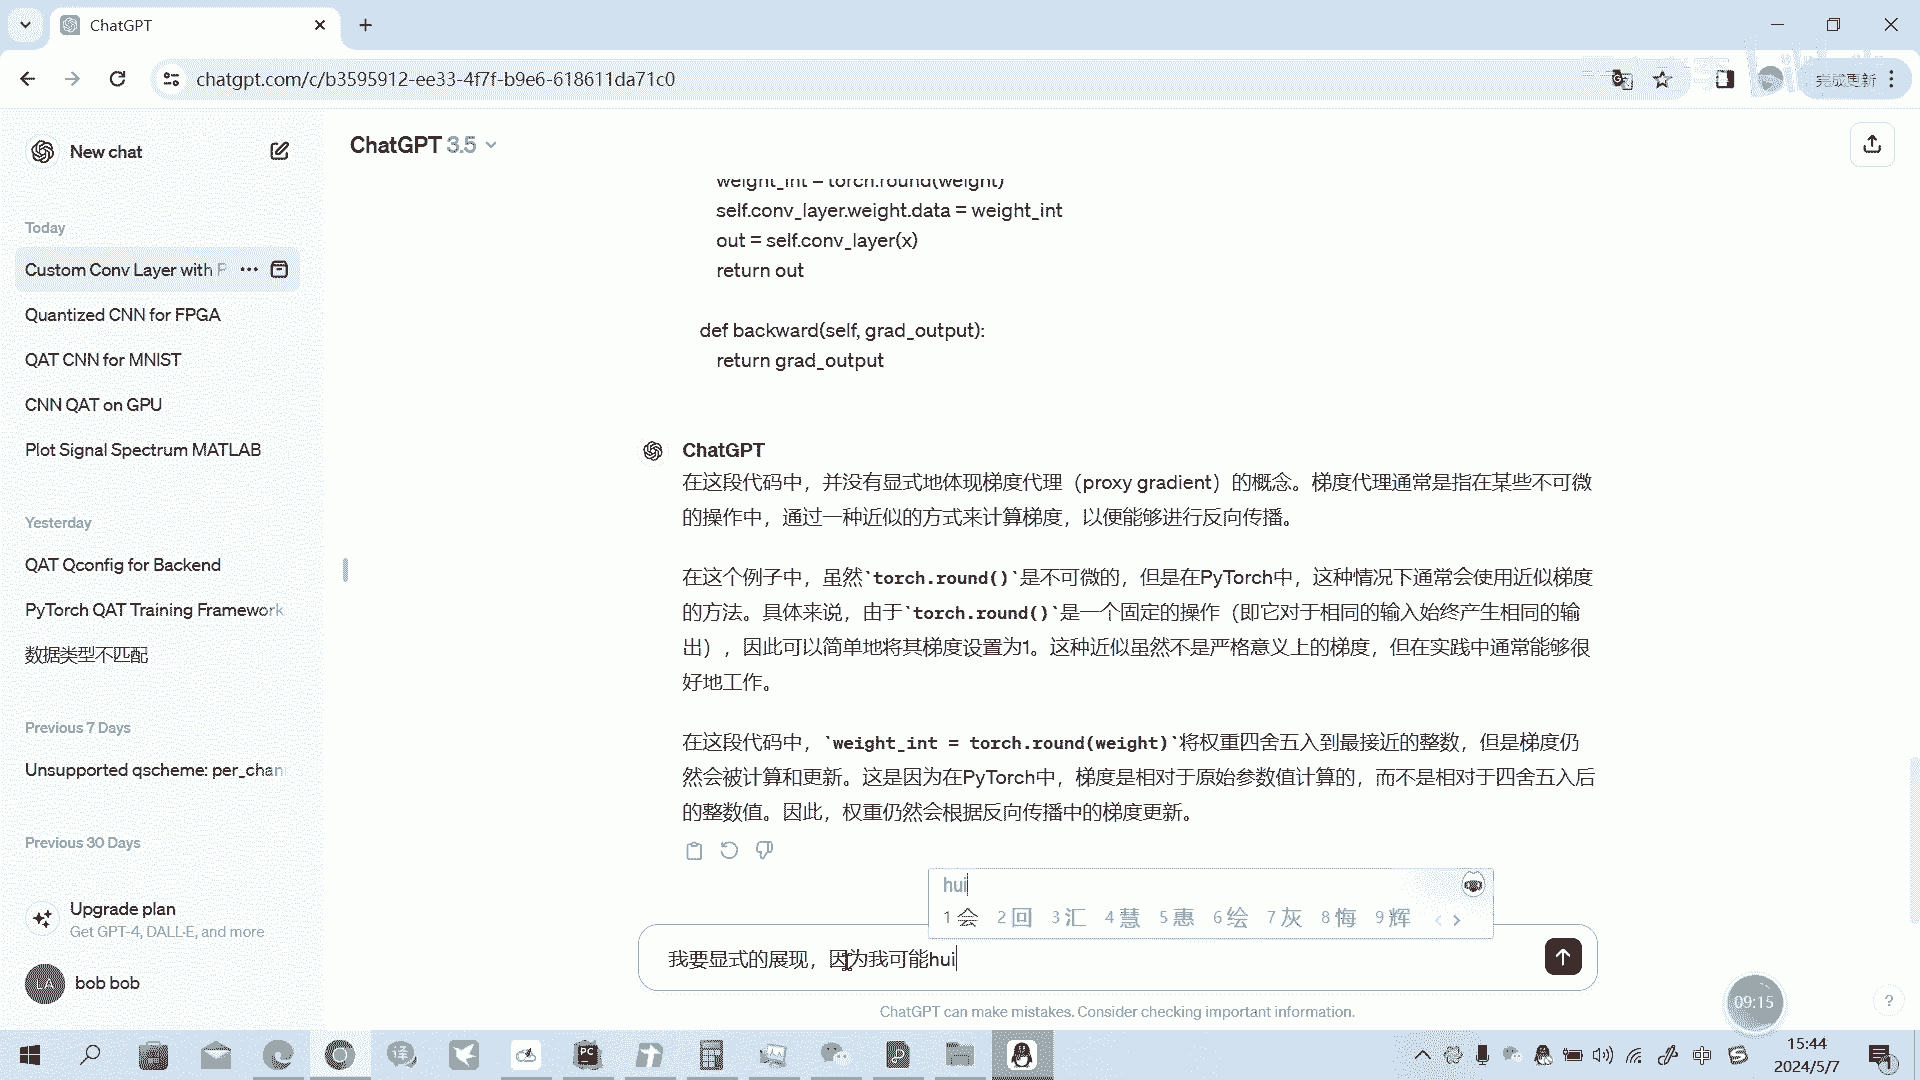 ChatGPT
chatgpt.com/c/b3595912-ee33-4f7f-b9e6-618611da71c0
完成更新
New chat
ChatGPT 3.5
Today
Custom Conv Layer with P
Quantized CNN for FPGA
QAT CNN for MNIST
CNN QAT on GPU
Plot Signal Spectrum MATLAB
Yesterday
QAT Qconfig for Backend
PyTorch QAT Training Framework
数据类型不匹配
Previous 7 Days
Unsupported qscheme: per_chan
Previous 30 Days
Upgrade plan
Get GPT-4, DALL·E, and more
LA
bob bob
weight_int = torch.round(weight)
self.conv_layer.weight.data = weight_int
out = self.conv_layer(x)
return out
def backward(self, grad_output):
return grad_output
ChatGPT
在这段代码中，并没有显式地体现梯度代理（proxy gradient）的概念。梯度代理通常是指在某些不可微
的操作中，通过一种近似的方式来计算梯度，以便能够进行反向传播。
在这个例子中，虽然`torch.round()`是不可微的，但是在PyTorch中，这种情况下通常会使用近似梯度
的方法。具体来说，由于`torch.round()`是一个固定的操作（即它对于相同的输入始终产生相同的输
出），因此可以简单地将其梯度设置为1。这种近似虽然不是严格意义上的梯度，但在实践中通常能够很
好地工作。
在这段代码中，`weight_int = torch.round(weight)`将权重四舍五入到最接近的整数，但是梯度仍
然会被计算和更新。这是因为在PyTorch中，梯度是相对于原始参数值计算的，而不是相对于四舍五入后
的整数值。因此，权重仍然会根据反向传播中的梯度更新。
hui
1 会 2 回 3 汇 4 慧 5 惠 6 绘 7 灰 8 悔 9 辉
我要显式的展现，因为我可能hui
ChatGPT can make mistakes. Consider checking important information.
09:15
?
PC
中
15:44
2024/5/7
1